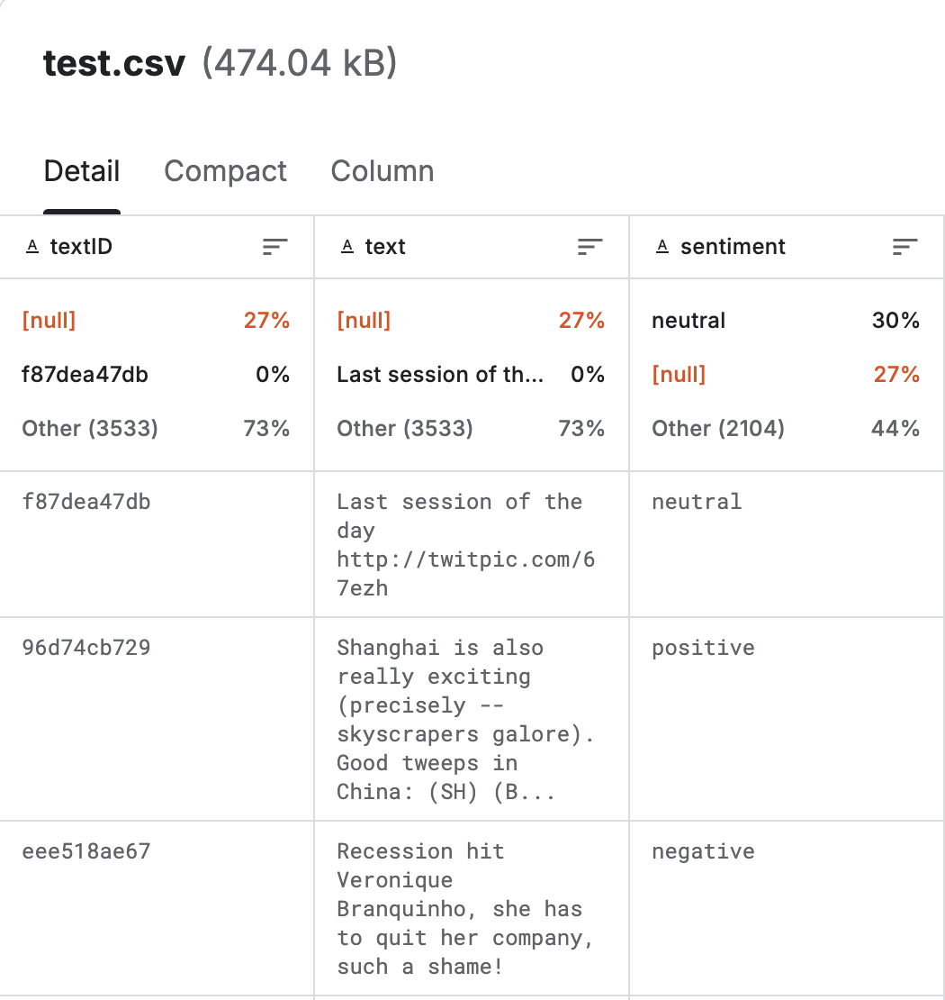 test.csv (474.04 kB)
Detail Compact Column
A textID A text A sentiment
[null] 27% [null] 27% neutral 30%
f87dea47db 0% Last session of th... 0% [null] 27%
Other (3533) 73% Other (3533) 73% Other (2104) 44%
f87dea47db Last session of the neutral
day
http://twitpic.com/6
7ezh
96d74cb729 Shanghai is also positive
really exciting
(precisely --
skyscrapers galore).
Good tweeps in
China: (SH) (B...
eee518ae67 Recession hit negative
Veronique
Branquinho, she has
to quit her company,
such a shame!